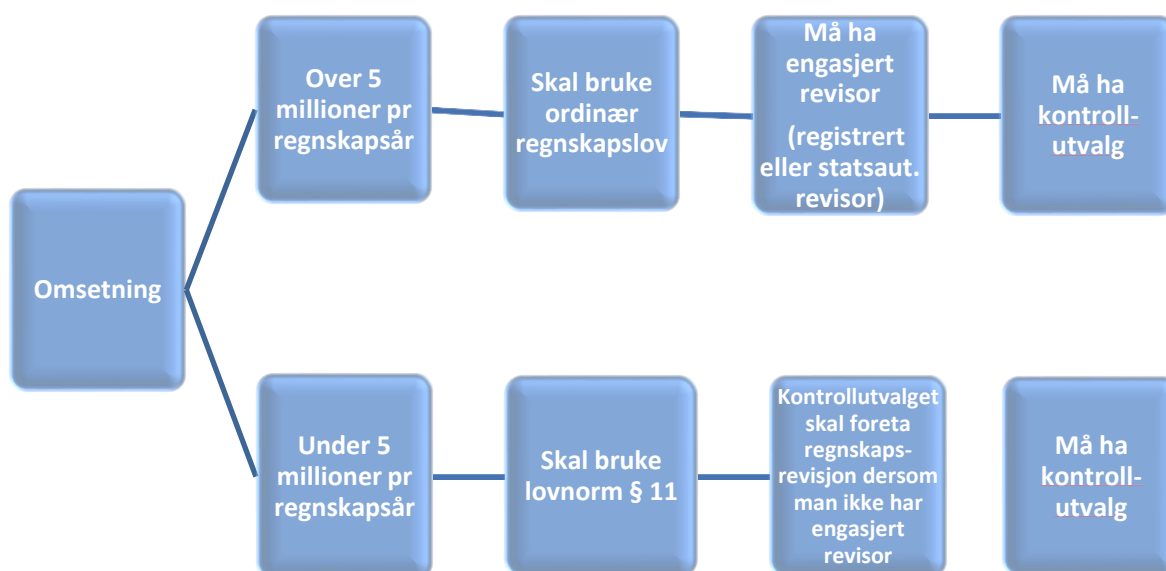 Omsetning
Over 5
millioner pr
regnskapsår
Skal bruke
ordinær
regnskapslov
Må ha
engasjert
revisor
(registrert
eller statsaut.
revisor)
Må ha
kontroll-
utvalg
Under 5
millioner pr
regnskapsår
Skal bruke
lovnorm § 11
Kontrollutvalget
skal foreta
regnskaps-
revisjon dersom
man ikke har
engasjert
revisor
Må ha
kontroll-
utvalg